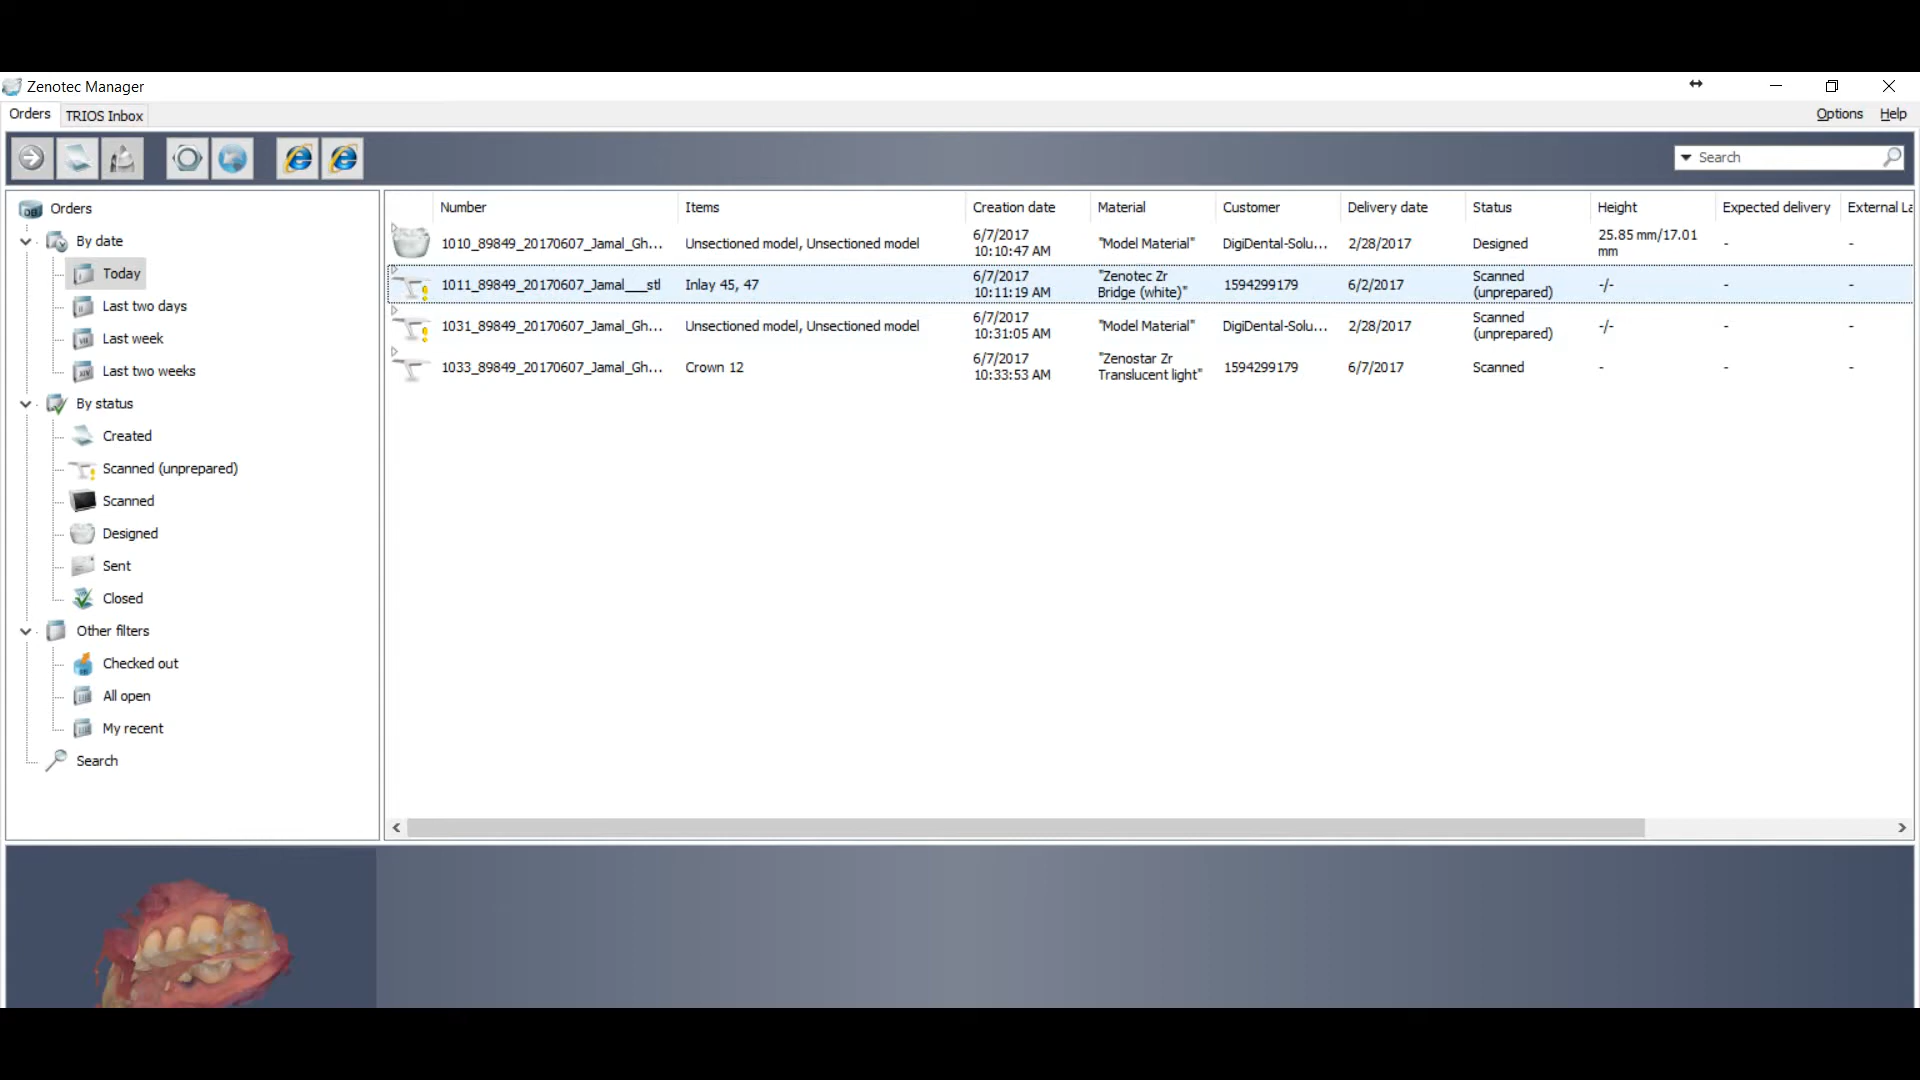 Zenotec Manager
Orders TRIOS Inbox Options Help
Search
Orders
By date
Today
Last two days
Last week
Last two weeks
By status
Created
Scanned (unprepared)
Scanned
Designed
Sent
Closed
Other filters
Checked out
All open
My recent
Search
Number Items Creation date Material Customer Delivery date Status Height Expected delivery External La
1010_89849_20170607_Jamal_Gh... Unsectioned model, Unsectioned model 6/7/2017 10:10:47 AM "Model Material" DigiDental-Solu... 2/28/2017 Designed 25.85 mm/17.01 mm - -
1011_89849_20170607_Jamal___stl Inlay 45, 47 6/7/2017 10:11:19 AM "Zenotec Zr Bridge (white)" 1594299179 6/2/2017 Scanned (unprepared) -/- - -
1031_89849_20170607_Jamal_Gh... Unsectioned model, Unsectioned model 6/7/2017 10:31:05 AM "Model Material" DigiDental-Solu... 2/28/2017 Scanned (unprepared) -/- - -
1033_89849_20170607_Jamal_Gh... Crown 12 6/7/2017 10:33:53 AM "Zenostar Zr Translucent light" 1594299179 6/7/2017 Scanned - - -